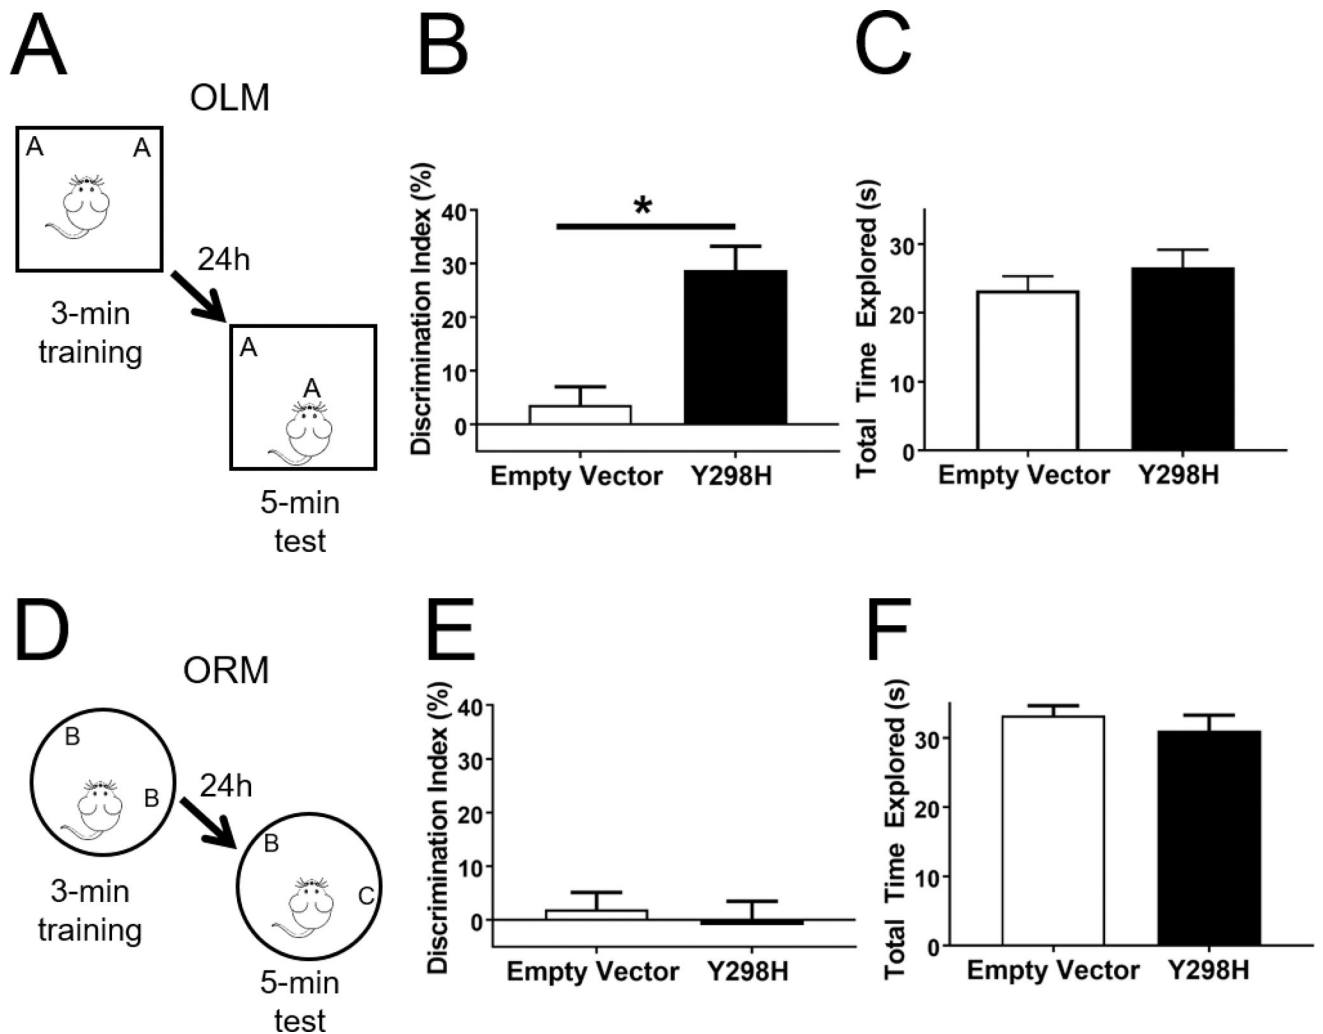 A
OLM
A A
24h
3-min
training
A
A
5-min
test
B
Discrimination Index (%)
40
30
20
10
0
*
Empty Vector Y298H
C
Total Time Explored (s)
30
20
10
0
Empty Vector Y298H
D
ORM
B
B
24h
3-min
training
B
C
5-min
test
E
Discrimination Index (%)
40
30
20
10
0
Empty Vector Y298H
F
Total Time Explored (s)
30
20
10
0
Empty Vector Y298H